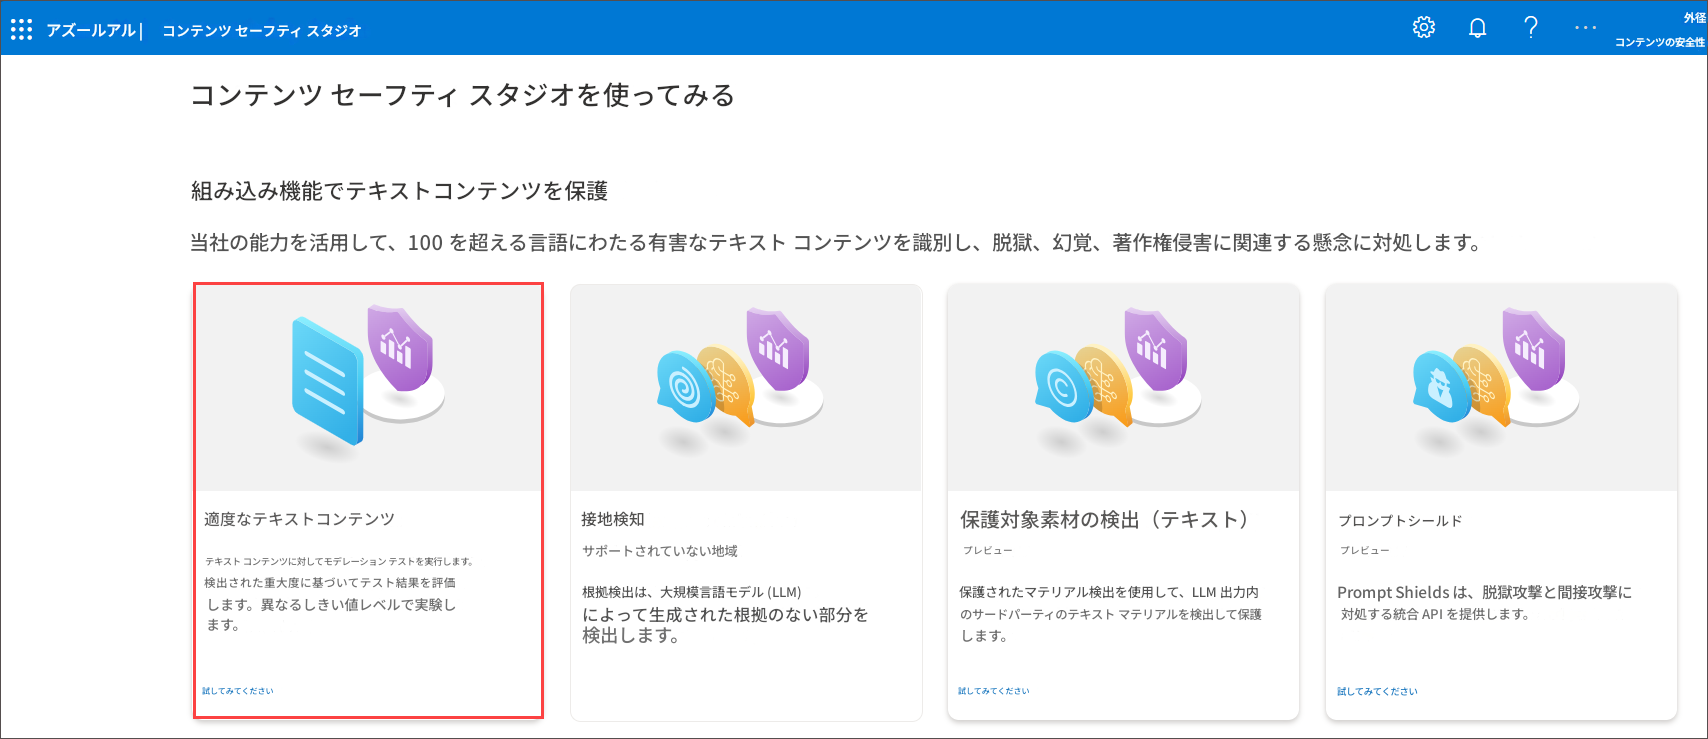 アズールアル| コンテンツ セーフティ スタジオ
外径
コンテンツの安全性
コンテンツ セーフティ スタジオを使ってみる
組み込み機能でテキストコンテンツを保護
当社の能力を活用して、100 を超える言語にわたる有害なテキスト コンテンツを識別し、脱獄、幻覚、著作権侵害に関連する懸念に対処します。
適度なテキストコンテンツ
テキスト コンテンツに対してモデレーション テストを実行します。
検出された重大度に基づいてテスト結果を評価
します。異なるしきい値レベルで実験し
ます。
試してみてください
接地検知
サポートされていない地域
根拠検出は、大規模言語モデル (LLM)
によって生成された根拠のない部分を
検出します。
保護対象素材の検出（テキスト）
プレビュー
保護されたマテリアル検出を使用して、LLM 出力内
のサードパーティのテキスト マテリアルを検出して保護
します。
試してみてください
プロンプトシールド
プレビュー
Prompt Shields は、脱獄攻撃と間接攻撃に
対処する統合 API を提供します。
試してみてください